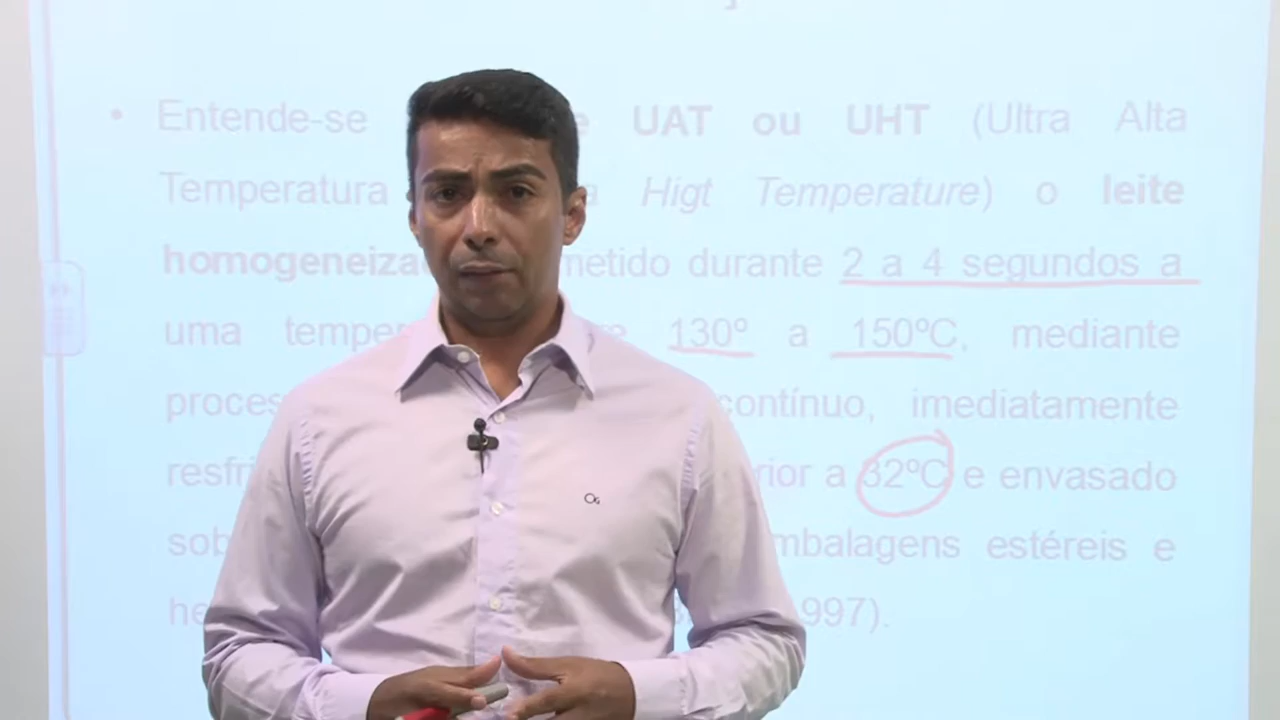 • Entende-se UAT ou UHT (Ultra Alta
Temperatura Higt Temperature) o leite
homogeneiza metido durante 2 a 4 segundos a
uma temper 130º a 150ºC, mediante
proces contínuo, imediatamente
resfri rior a 32ºC e envasado
sob mbalagens estéreis e
he 997).